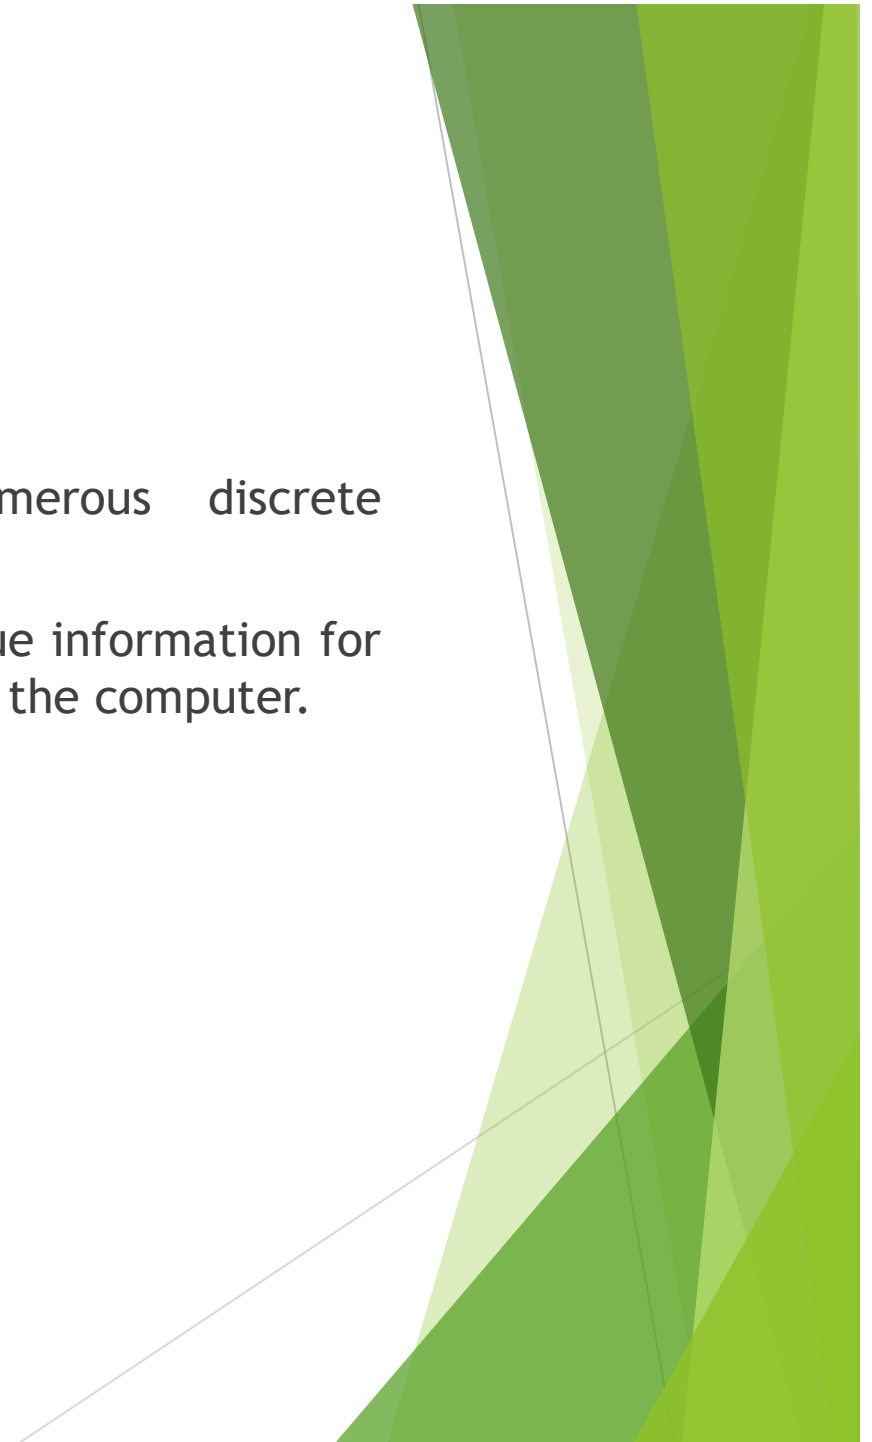 merous discrete
ue information for
the computer.